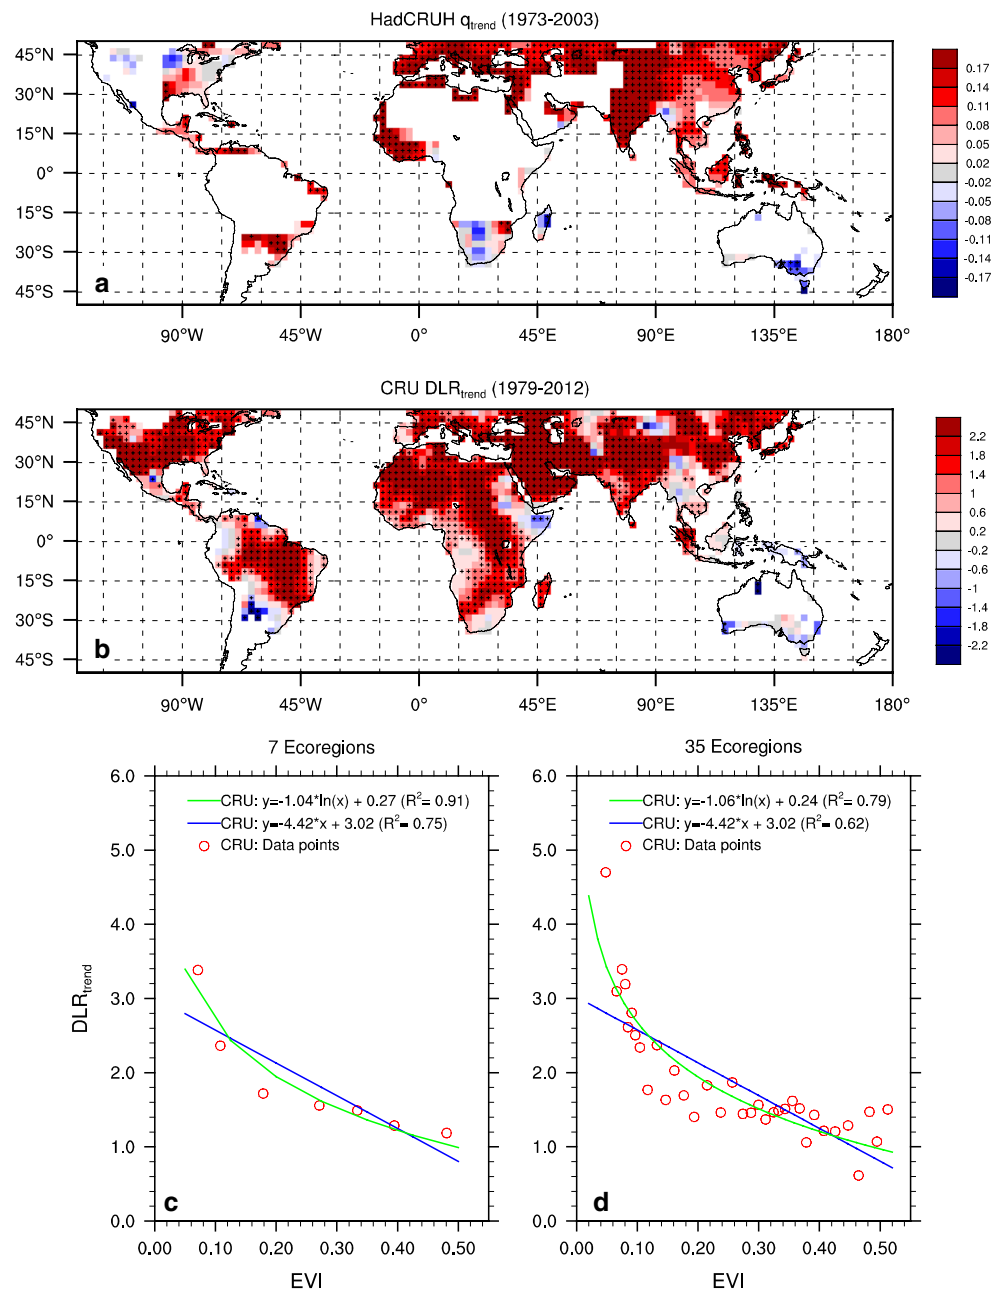 HadCRUH qtrend (1973-2003)
45°N
30°N
15°N
0°
15°S
30°S
45°S
a
90°W 45°W 0° 45°E 90°E 135°E 180°
0.17
0.14
0.11
0.08
0.05
0.02
-0.02
-0.05
-0.08
-0.11
-0.14
-0.17
CRU DLRtrend (1979-2012)
45°N
30°N
15°N
0°
15°S
30°S
45°S
b
90°W 45°W 0° 45°E 90°E 135°E 180°
2.2
1.8
1.4
1
0.6
0.2
-0.2
-0.6
-1
-1.4
-1.8
-2.2
7 Ecoregions
CRU: y=-1.04*ln(x) + 0.27 (R²= 0.91)
CRU: y=-4.42*x + 3.02 (R²= 0.75)
CRU: Data points
6.0
5.0
4.0
3.0
2.0
1.0
0.0
DLRtrend
c
0.00 0.10 0.20 0.30 0.40 0.50
EVI
35 Ecoregions
CRU: y=-1.06*ln(x) + 0.24 (R²= 0.79)
CRU: y=-4.42*x + 3.02 (R²= 0.62)
CRU: Data points
6.0
5.0
4.0
3.0
2.0
1.0
0.0
d
0.00 0.10 0.20 0.30 0.40 0.50
EVI